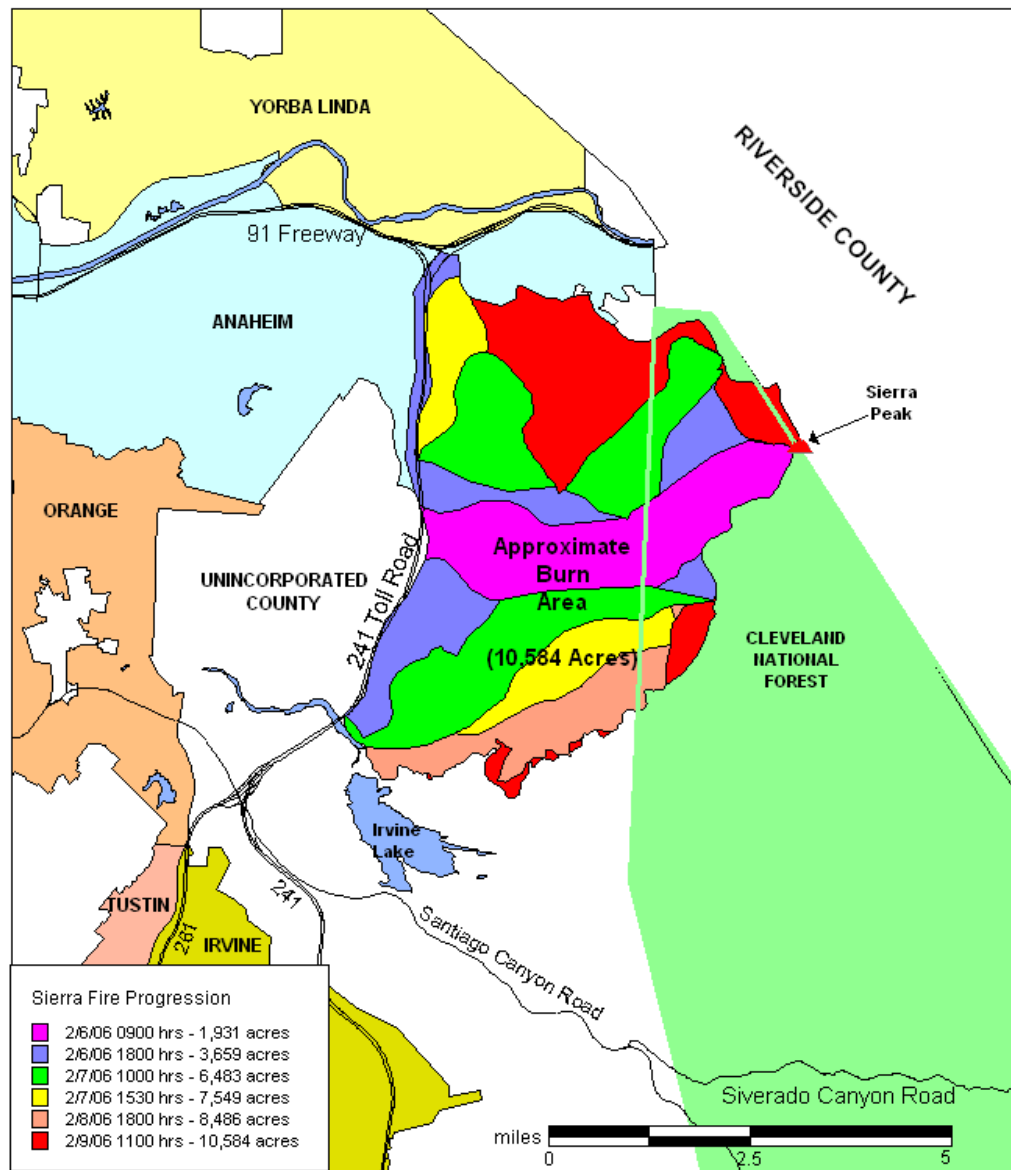 YORBA LINDA
RIVERSIDE COUNTY
91 Freeway
ANAHEIM
Sierra
Peak
ORANGE
241 Toll Road
Approximate
Burn
Area
(10,584 Acres)
UNINCORPORATED
COUNTY
CLEVELAND
NATIONAL
FOREST
Irvine
Lake
TUSTIN
261
241
IRVINE
Santiago Canyon Road
Siverado Canyon Road
Sierra Fire Progression
2/6/06 0900 hrs - 1,931 acres
2/6/06 1800 hrs - 3,659 acres
2/7/06 1000 hrs - 6,483 acres
2/7/06 1530 hrs - 7,549 acres
2/8/06 1800 hrs - 8,486 acres
2/9/06 1100 hrs - 10,584 acres
miles
0 2.5 5